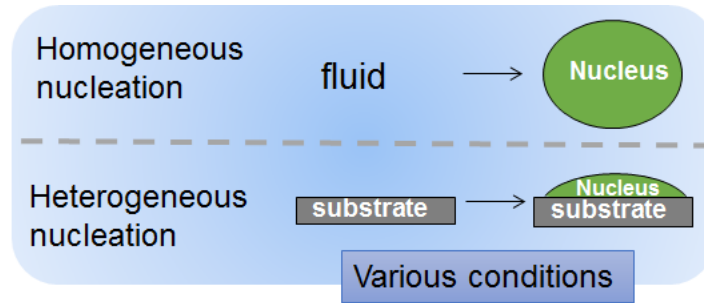 Homogeneous
nucleation
fluid
Nucleus
Heterogeneous
nucleation
substrate
Nucleus
substrate
Various conditions